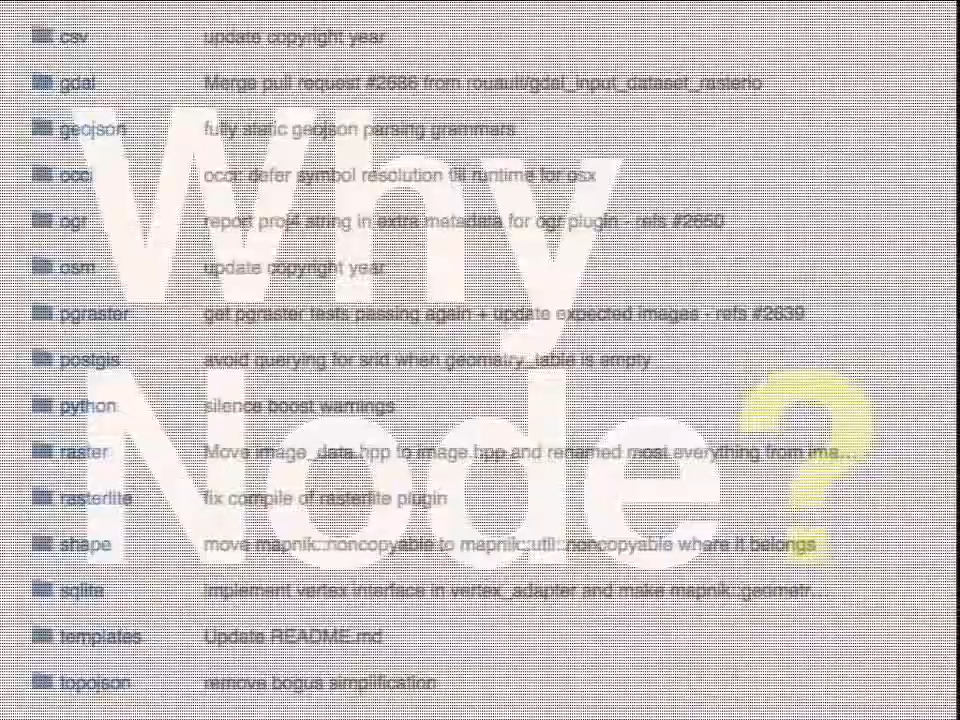 csv update copyright year
gdal Merge pull request #2686 from rouault/gdal_input_dataset_rasterio
geojson fully static geojson parsing grammars
occi occi: defer symbol resolution till runtime for osx
ogr report proj4 string in extra metadata for ogr plugin - refs #2650
osm update copyright year
pgraster get pgraster tests passing again + update expected images - refs #2639
postgis avoid querying for srid when geometry_table is empty
python silence boost warnings
raster Move image_data.hpp to image.hpp and renamed most everything from ima…
rasterlite fix compile of rasterlite plugin
shape move mapnik::noncopyable to mapnik::util::noncopyable where it belongs
sqlite implement vertex interface in vertex_adapter and make mapnik::geometr…
templates Update README.md
topojson remove bogus simplification
Why
Node?